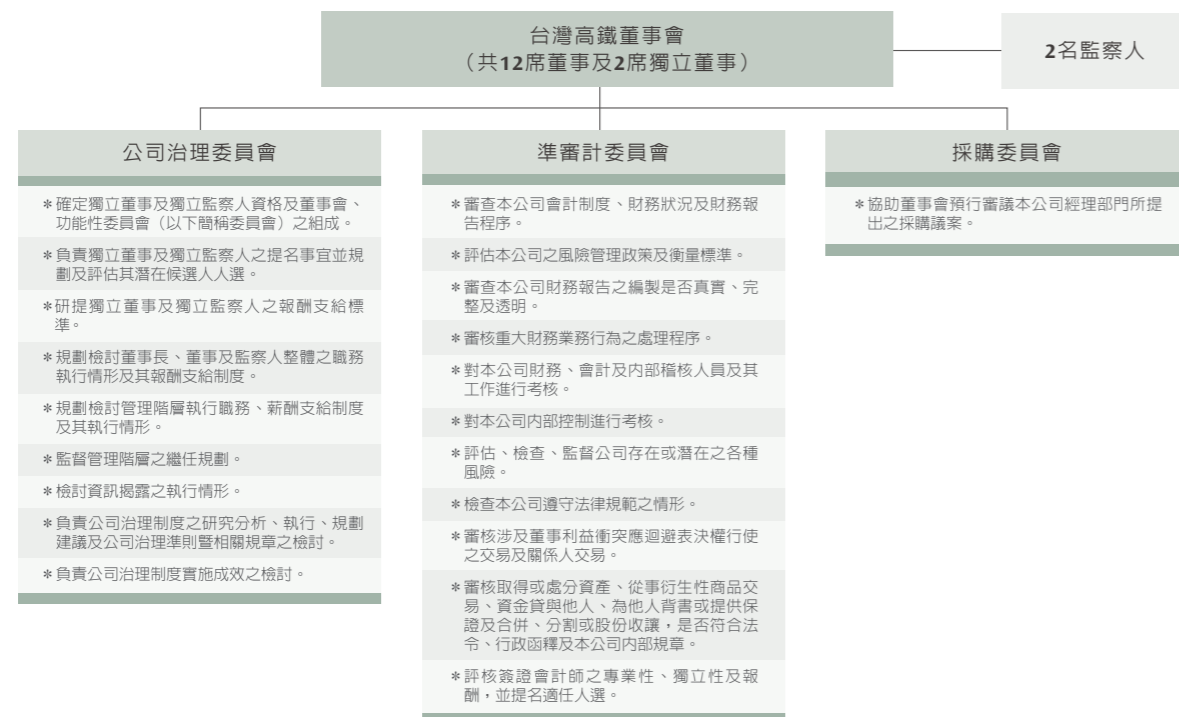 台灣高鐵董事會
（共12席董事及2席獨立董事）
2名監察人
公司治理委員會
＊確定獨立董事及獨立監察人資格及董事會、
功能性委員會（以下簡稱委員會）之組成。
＊負責獨立董事及獨立監察人之提名事宜並規
劃及評估其潛在候選人人選。
＊研提獨立董事及獨立監察人之報酬支給標
準。
＊規劃檢討董事長、董事及監察人整體之職務
執行情形及其報酬支給制度。
＊規劃檢討管理階層執行職務、薪酬支給制度
及其執行情形。
＊監督管理階層之繼任規劃。
＊檢討資訊揭露之執行情形。
＊負責公司治理制度之研究分析、執行、規劃
建議及公司治理準則暨相關規章之檢討。
＊負責公司治理制度實施成效之檢討。
準審計委員會
＊審查本公司會計制度、財務狀況及財務報
告程序。
＊評估本公司之風險管理政策及衡量標準。
＊審查本公司財務報告之編製是否真實、完
整及透明。
＊審核重大財務業務行為之處理程序。
＊對本公司財務、會計及內部稽核人員及其
工作進行考核。
＊對本公司內部控制進行考核。
＊評估、檢查、監督公司存在或潛在之各種
風險。
＊檢查本公司遵守法律規範之情形。
＊審核涉及董事利益衝突應迴避表決權行使
之交易及關係人交易。
＊審核取得或處分資產、從事衍生性商品交
易、資金貸與他人、為他人背書或提供保
證及合併、分割或股份收讓，是否符合法
令、行政函釋及本公司內部規章。
＊評核簽證會計師之專業性、獨立性及報
酬，並提名適任人選。
採購委員會
＊協助董事會預行審議本公司經理部門所提
出之採購議案。